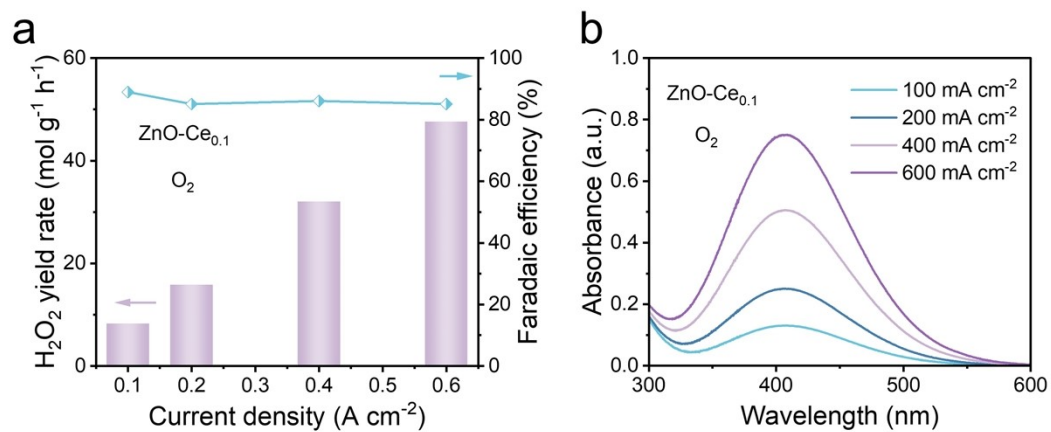 a
H₂O₂ yield rate (mol g⁻¹ h⁻¹)
60
40
20
0
ZnO-Ce₀.₁
O₂
100
80
60
40
20
0
Faradaic efficiency (%)
0.1 0.2 0.3 0.4 0.5 0.6
Current density (A cm⁻²)
b
Absorbance (a.u.)
1.0
0.8
0.6
0.4
0.2
0.0
ZnO-Ce₀.₁
O₂
100 mA cm⁻²
200 mA cm⁻²
400 mA cm⁻²
600 mA cm⁻²
300 400 500 600
Wavelength (nm)